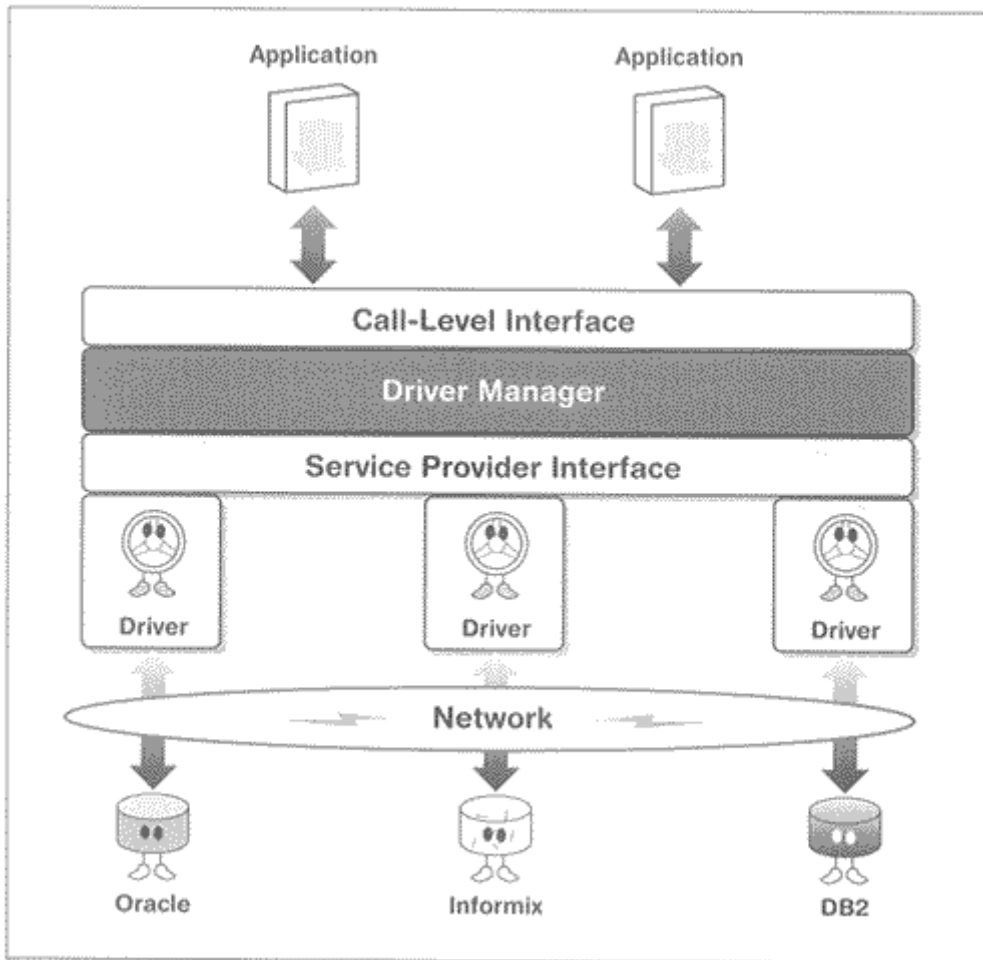 Application
Application
Call-Level Interface
Driver Manager
Service Provider Interface
Driver
Driver
Driver
Network
Oracle
Informix
DB2